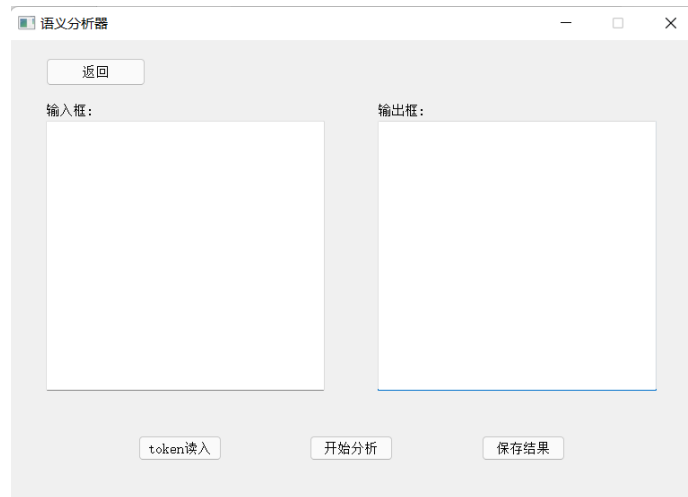 语义分析器
返回
输入框:
输出框:
token读入
开始分析
保存结果